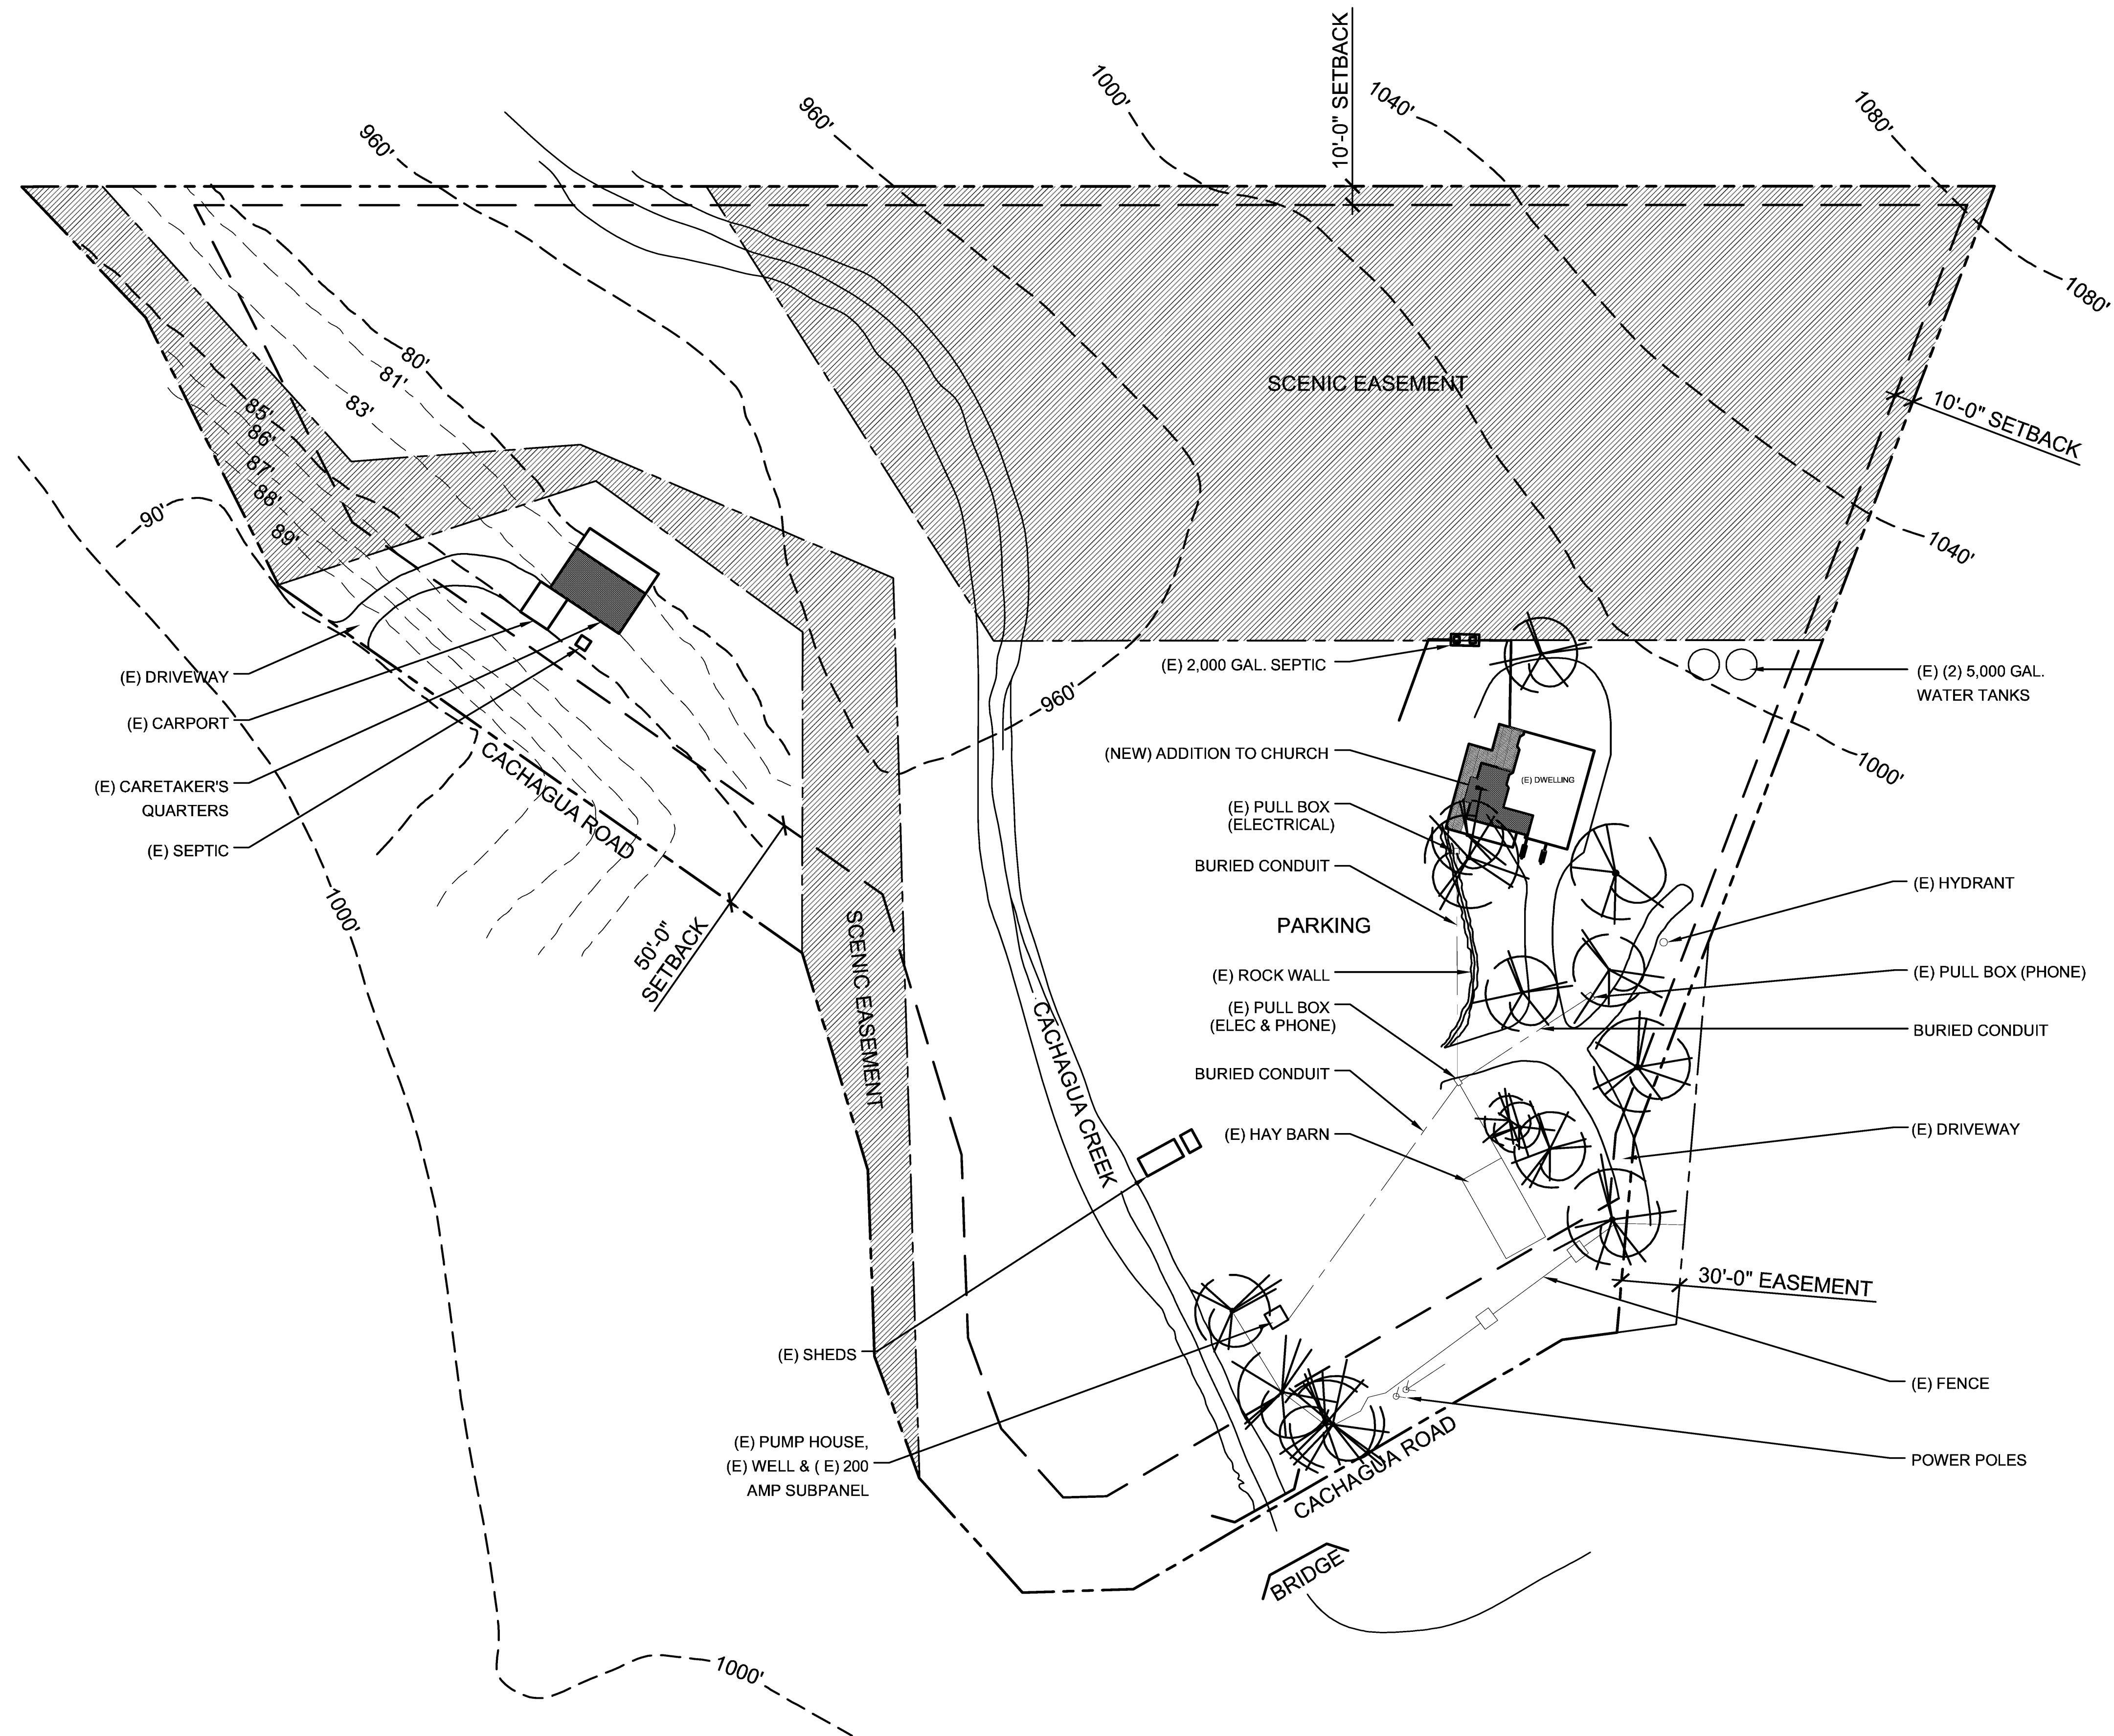 10'-0" SETBACK
1000'
1040'
1080'
960'
960'
1080'
80'
81'
83'
85'
86'
87'
88'
89'
90'
SCENIC EASEMENT
10'-0" SETBACK
1040'
(E) DRIVEWAY
(E) CARPORT
(E) CARETAKER'S
QUARTERS
(E) SEPTIC
CACHAGUA ROAD
1000'
50'-0"
SETBACK
SCENIC EASEMENT
960'
CACHAGUA CREEK
(E) 2,000 GAL. SEPTIC
(NEW) ADDITION TO CHURCH
(E) DWELLING
(E) PULL BOX
(ELECTRICAL)
BURIED CONDUIT
PARKING
(E) ROCK WALL
(E) PULL BOX
(ELEC & PHONE)
BURIED CONDUIT
(E) HAY BARN
(E) (2) 5,000 GAL.
WATER TANKS
1000'
(E) HYDRANT
(E) PULL BOX (PHONE)
BURIED CONDUIT
(E) DRIVEWAY
30'-0" EASEMENT
(E) SHEDS
(E) FENCE
(E) PUMP HOUSE,
(E) WELL & ( E) 200
AMP SUBPANEL
POWER POLES
CACHAGUA ROAD
BRIDGE
1000'